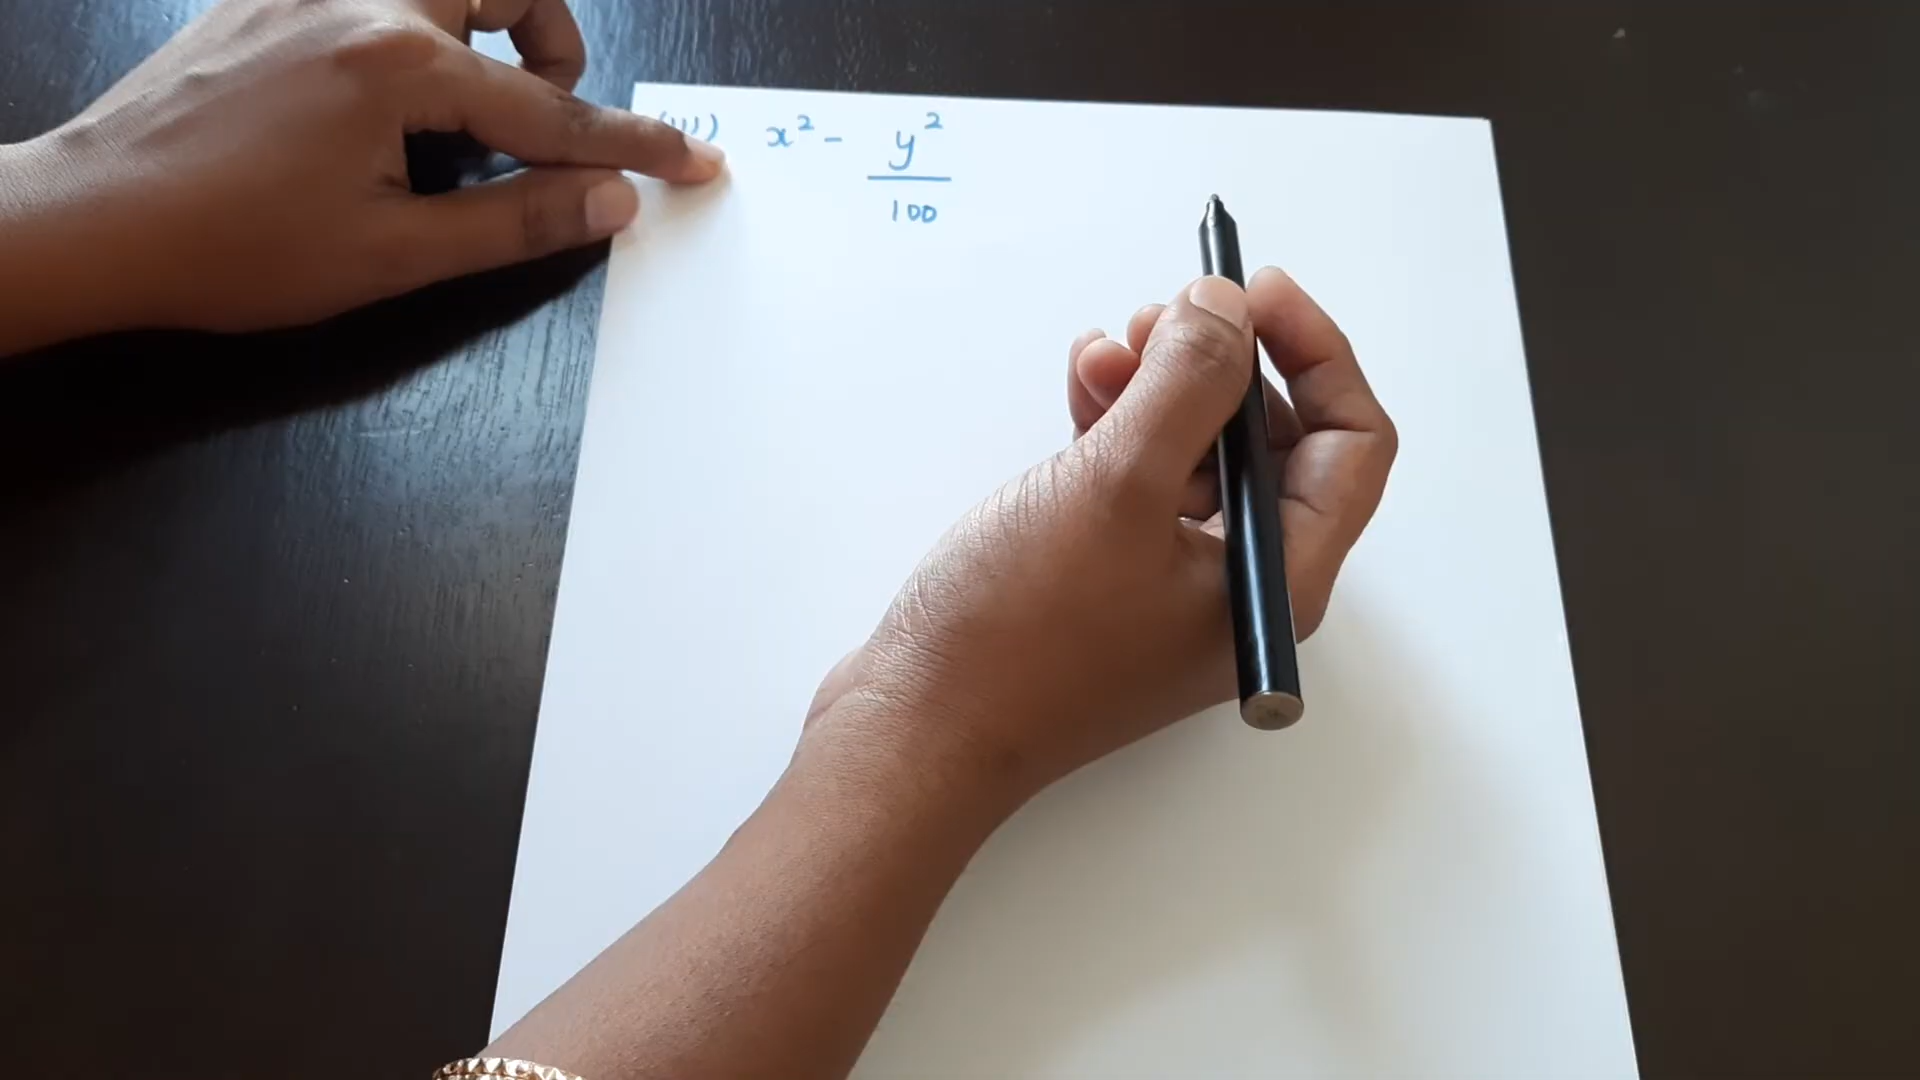 (iii) x² - y²
100